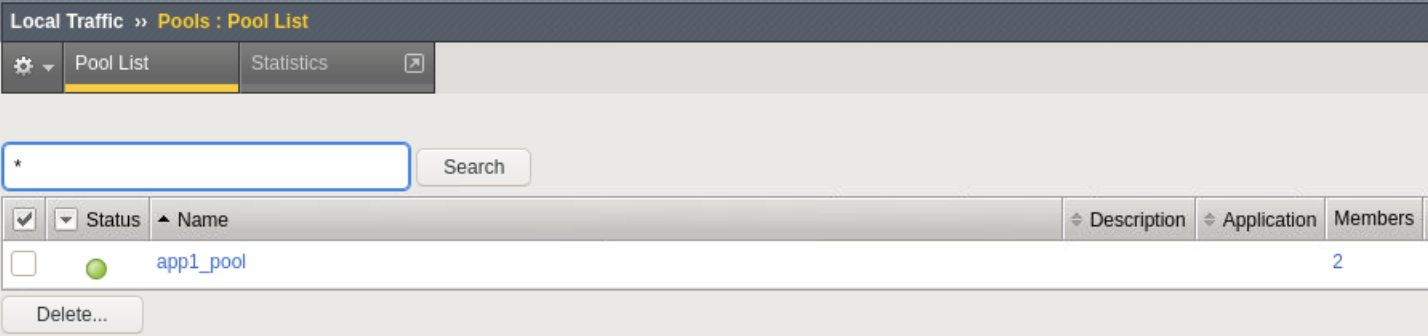 Local Traffic ›› Pools : Pool List
Pool List Statistics
* Search
Status Name Description Application Members
app1_pool 2
Delete...